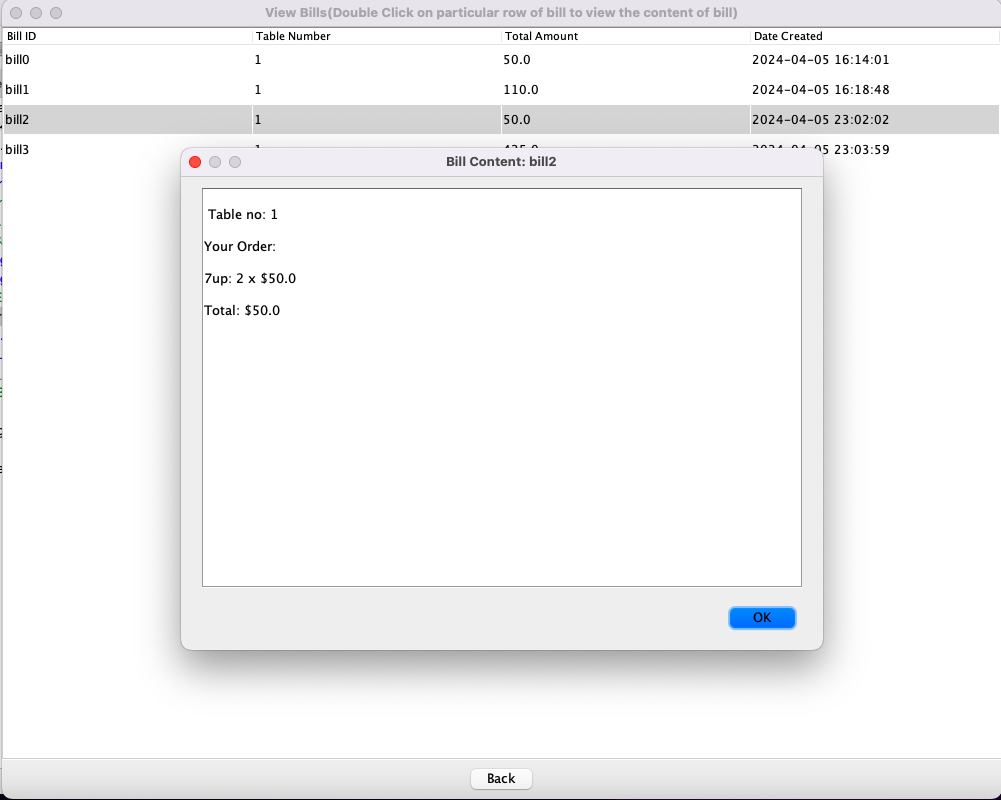 View Bills(Double Click on particular row of bill to view the content of bill)
Bill ID Table Number Total Amount Date Created
bill0 1 50.0 2024-04-05 16:14:01
bill1 1 110.0 2024-04-05 16:18:48
bill2 1 50.0 2024-04-05 23:02:02
bill3 23:03:59
Bill Content: bill2
Table no: 1
Your Order:
7up: 2 x $50.0
Total: $50.0
OK
Back